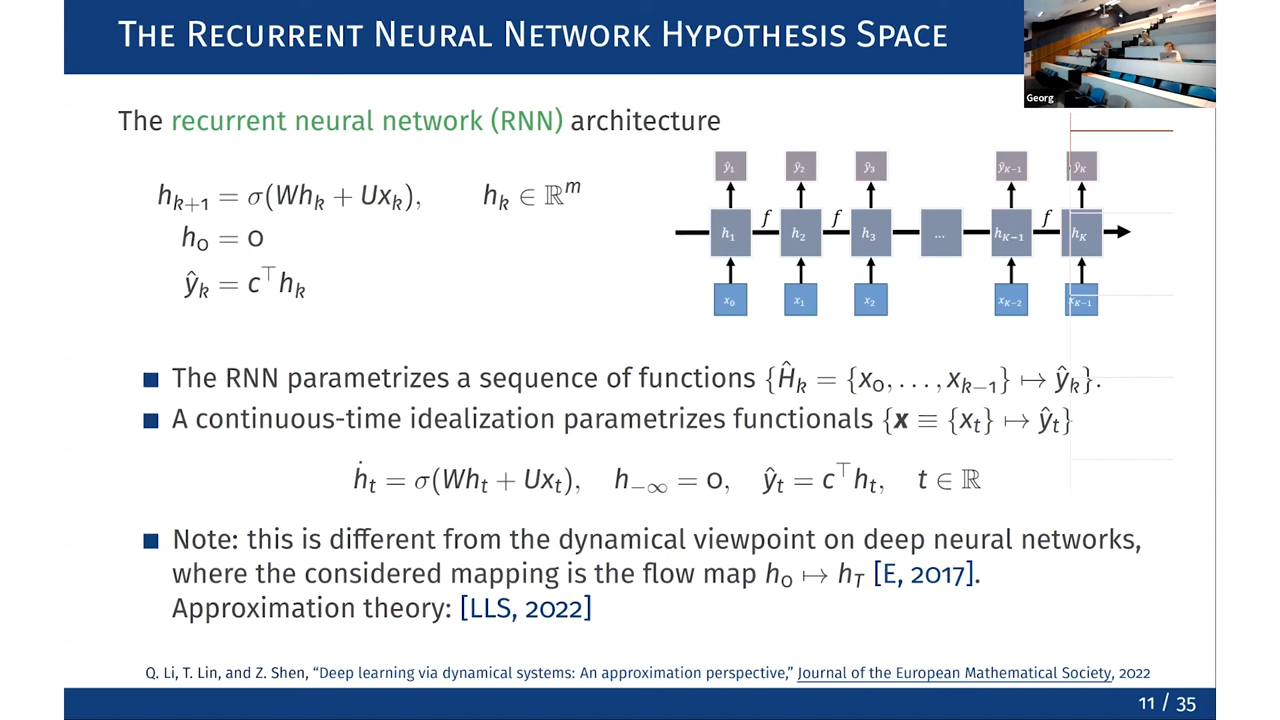 THE RECURRENT NEURAL NETWORK HYPOTHESIS SPACE
Georg
The recurrent neural network (RNN) architecture
h_{k+1} = σ(Wh_k + Ux_k), h_k ∈ ℝ^m
h_0 = 0
ŷ_k = c^⊤h_k
ŷ_1 ŷ_2 ŷ_3 ŷ_{K−1} ŷ_K
f f f
h_1 h_2 h_3 ... h_{K−1} h_K
x_0 x_1 x_2 x_{K−2} x_{K−1}
■ The RNN parametrizes a sequence of functions {Ĥ_k = {x_0, . . . , x_{k−1}} ↦ ŷ_k}.
■ A continuous-time idealization parametrizes functionals {x ≡ {x_t} ↦ ŷ_t}
ḣ_t = σ(Wh_t + Ux_t), h_{−∞} = 0, ŷ_t = c^⊤h_t, t ∈ ℝ
■ Note: this is different from the dynamical viewpoint on deep neural networks,
where the considered mapping is the flow map h_0 ↦ h_T [E, 2017].
Approximation theory: [LLS, 2022]
Q. Li, T. Lin, and Z. Shen, “Deep learning via dynamical systems: An approximation perspective,” Journal of the European Mathematical Society, 2022
11 / 35